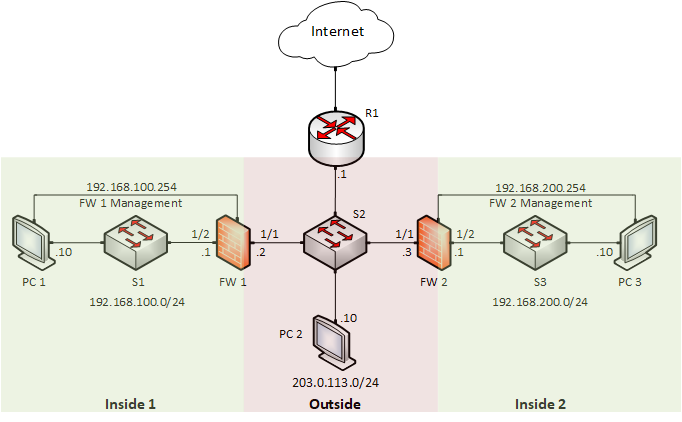 Internet
R1
.1
192.168.100.254
FW 1 Management
192.168.200.254
FW 2 Management
S2
1/2
1/1
1/1
1/2
.10
.1
.2
.3
.1
.10
PC 1
S1
FW 1
FW 2
S3
PC 3
192.168.100.0/24
192.168.200.0/24
.10
PC 2
203.0.113.0/24
Inside 1
Outside
Inside 2